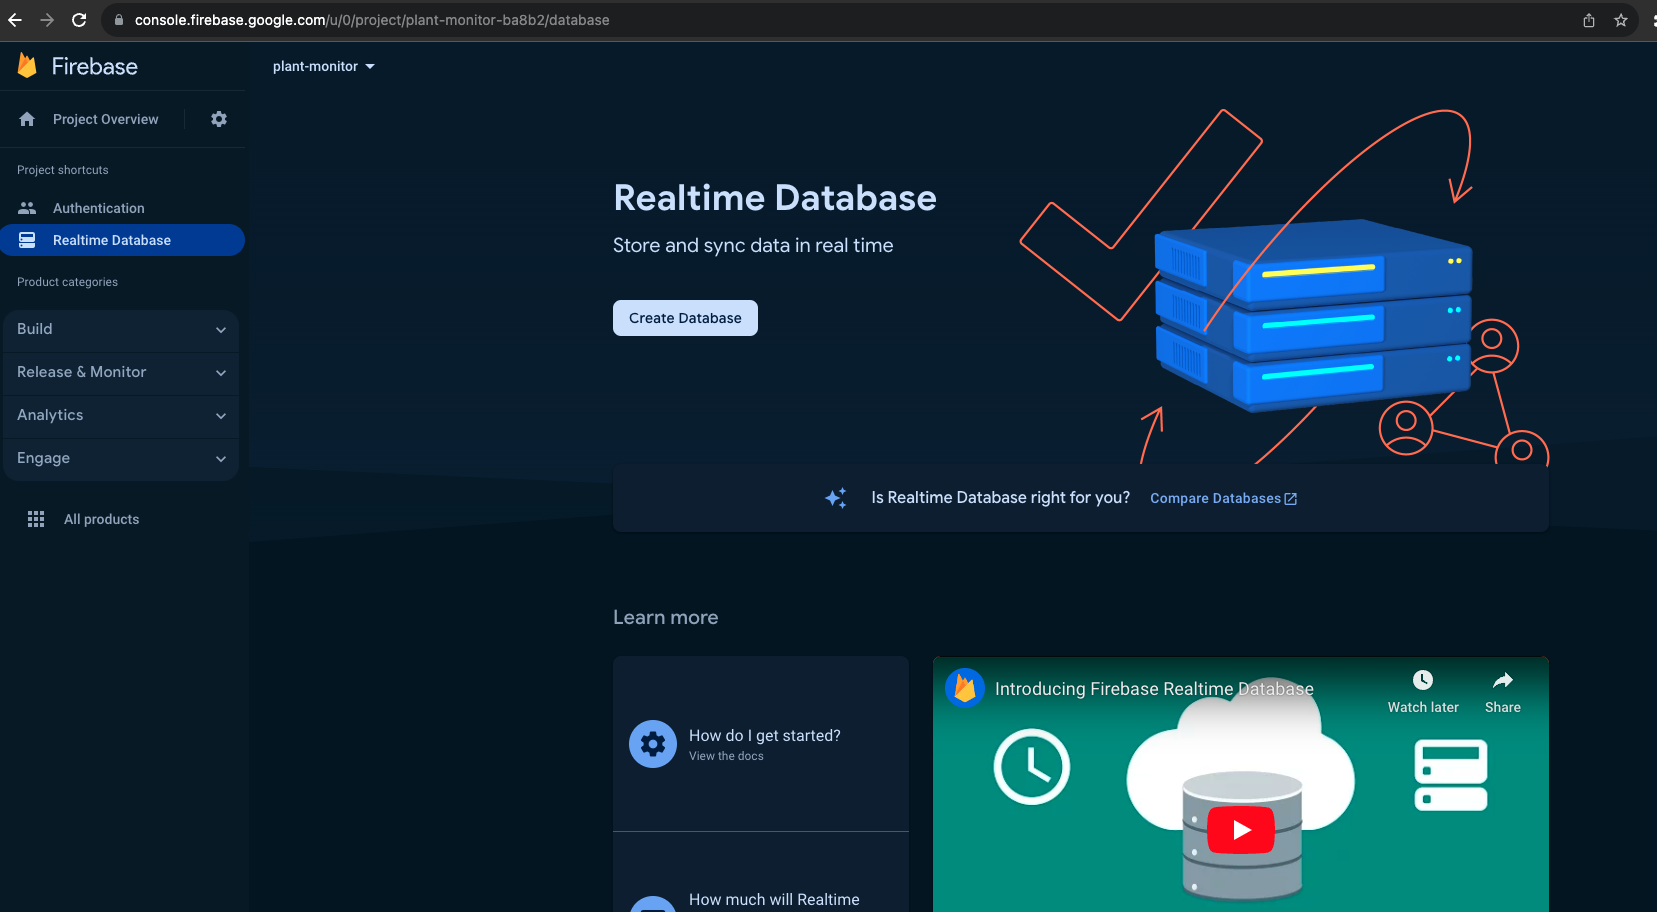 console.firebase.google.com/u/0/project/plant-monitor-ba8b2/database
Firebase
plant-monitor
Project Overview
Project shortcuts
Authentication
Realtime Database
Product categories
Build
Release & Monitor
Analytics
Engage
All products
Realtime Database
Store and sync data in real time
Create Database
Is Realtime Database right for you? Compare Databases
Learn more
How do I get started?
View the docs
How much will Realtime
Introducing Firebase Realtime Database
Watch later
Share